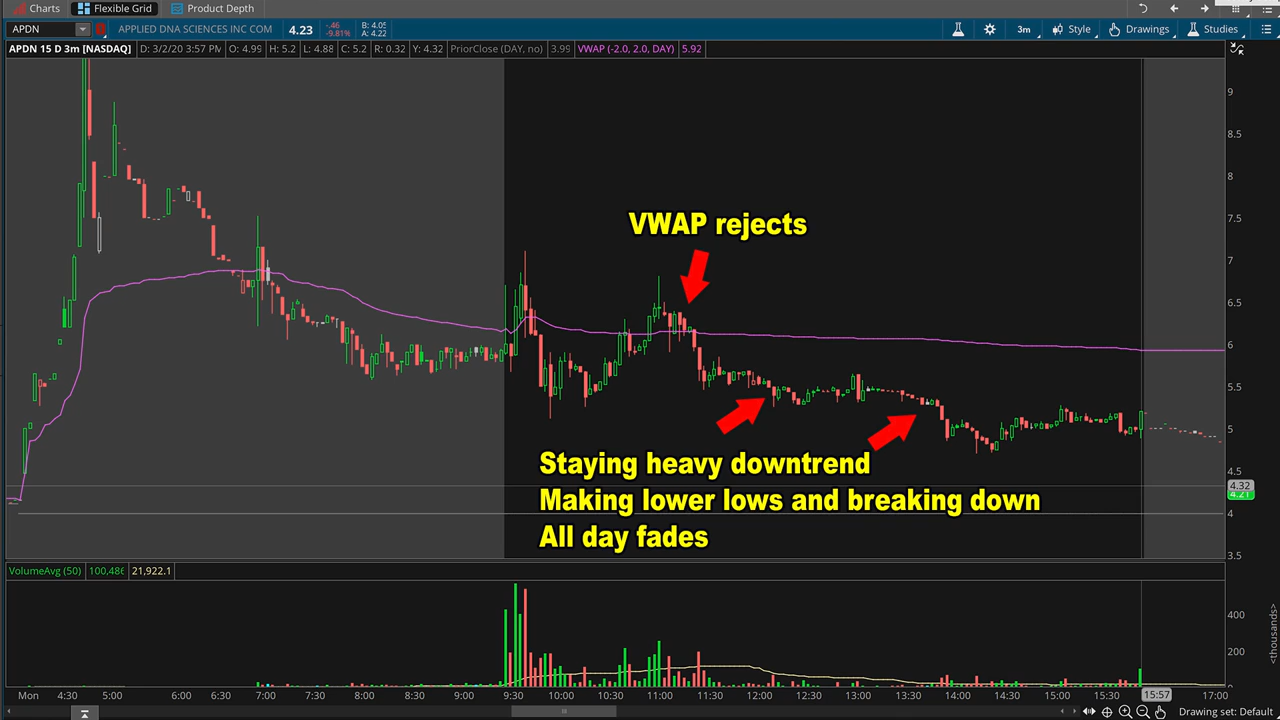 Charts Flexible Grid Product Depth
APDN APPLIED DNA SCIENCES INC COM 4.23 -.46 -9.81% B: 4.05 A: 4.22 3m Style Drawings Studies
APDN 15 D 3m [NASDAQ] D: 3/2/20 3:57 PM O: 4.99 H: 5.2 L: 4.88 C: 5.2 R: 0.32 Y: 4.32 PriorClose (DAY, no) 3.99 VWAP (-2.0, 2.0, DAY) 5.92
9
8.5
8
7.5
VWAP rejects
7
6.5
6
5.5
5
Staying heavy downtrend
4.5
4.32
4.21
Making lower lows and breaking down
4
All day fades
3.5
VolumeAvg (50) 100,486 21,922.1
400
200
0
<thousands>
Mon 4:30 5:00 6:00 6:30 7:00 7:30 8:00 8:30 9:00 9:30 10:00 10:30 11:00 11:30 12:00 12:30 13:00 13:30 14:00 14:30 15:00 15:30 15:57 17:00
Drawing set: Default